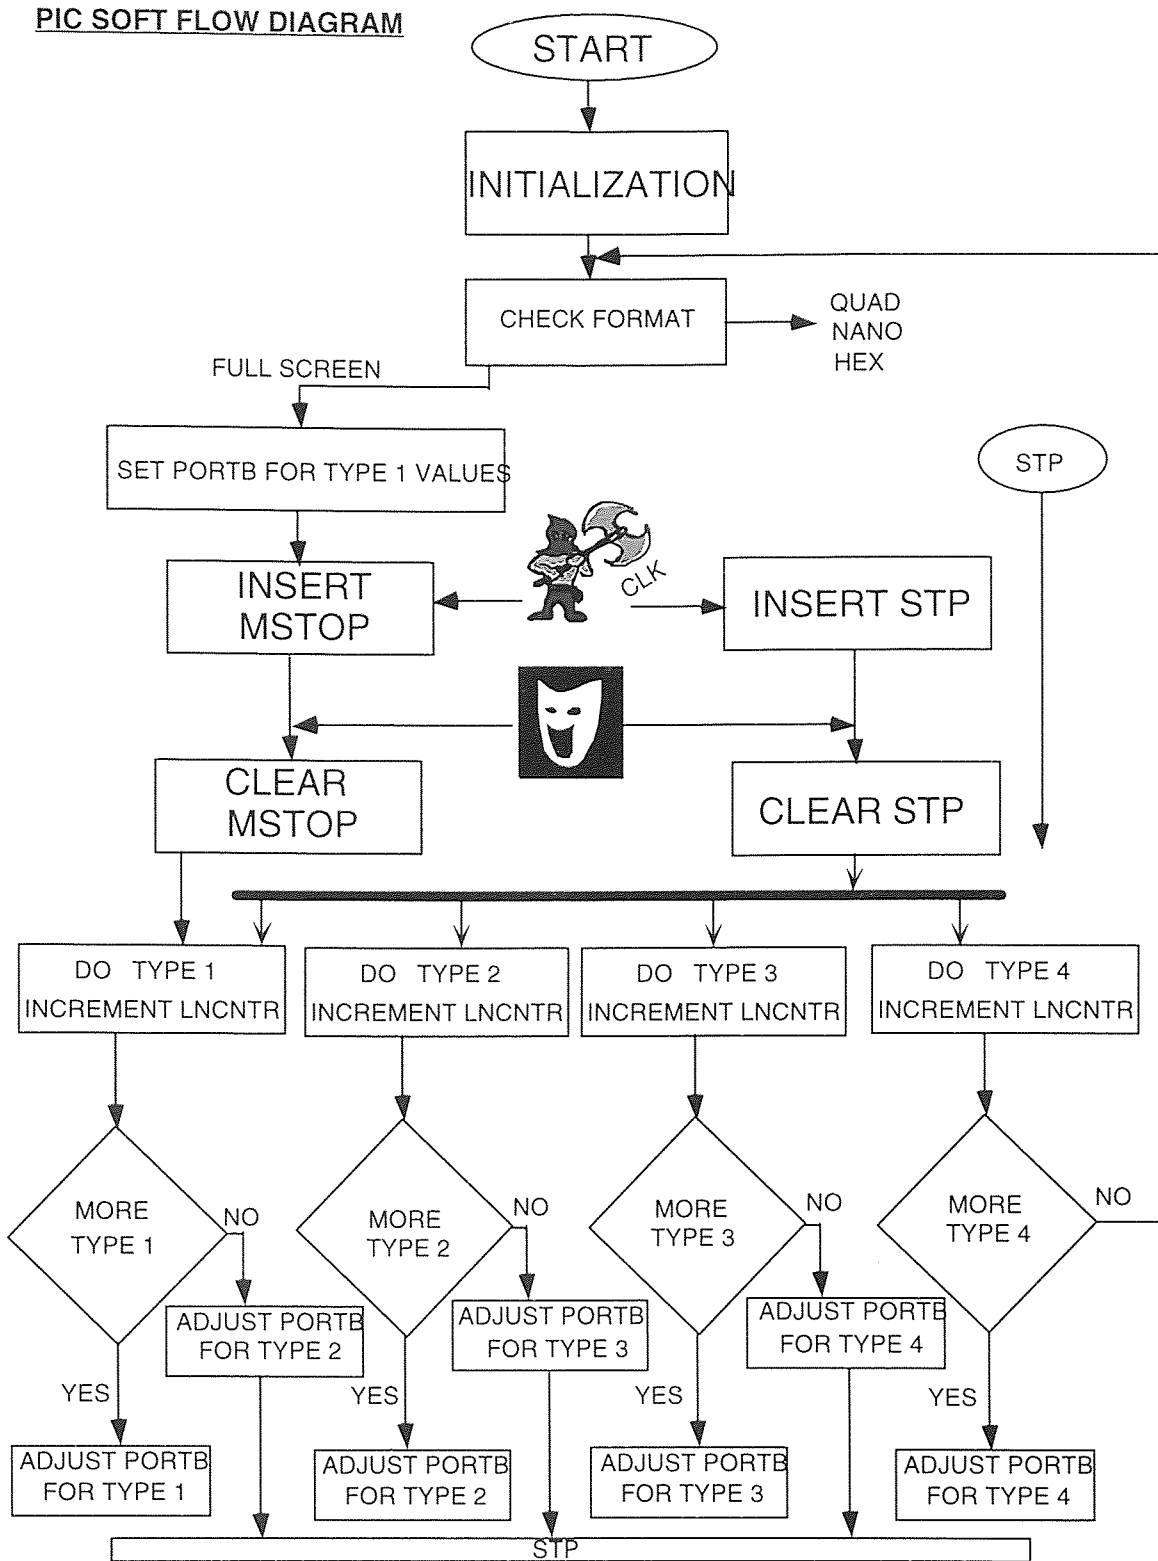 PIC SOFT FLOW DIAGRAM
START
INITIALIZATION
CHECK FORMAT
QUAD
NANO
HEX
FULL SCREEN
SET PORTB FOR TYPE 1 VALUES
STP
INSERT
MSTOP
CLK
INSERT STP
CLEAR
MSTOP
CLEAR STP
DO TYPE 1
INCREMENT LNCNTR
DO TYPE 2
INCREMENT LNCNTR
DO TYPE 3
INCREMENT LNCNTR
DO TYPE 4
INCREMENT LNCNTR
MORE
TYPE 1
NO
MORE
TYPE 2
NO
MORE
TYPE 3
NO
MORE
TYPE 4
NO
ADJUST PORTB
FOR TYPE 2
ADJUST PORTB
FOR TYPE 3
ADJUST PORTB
FOR TYPE 4
YES
YES
YES
YES
ADJUST PORTB
FOR TYPE 1
ADJUST PORTB
FOR TYPE 2
ADJUST PORTB
FOR TYPE 3
ADJUST PORTB
FOR TYPE 4
STP